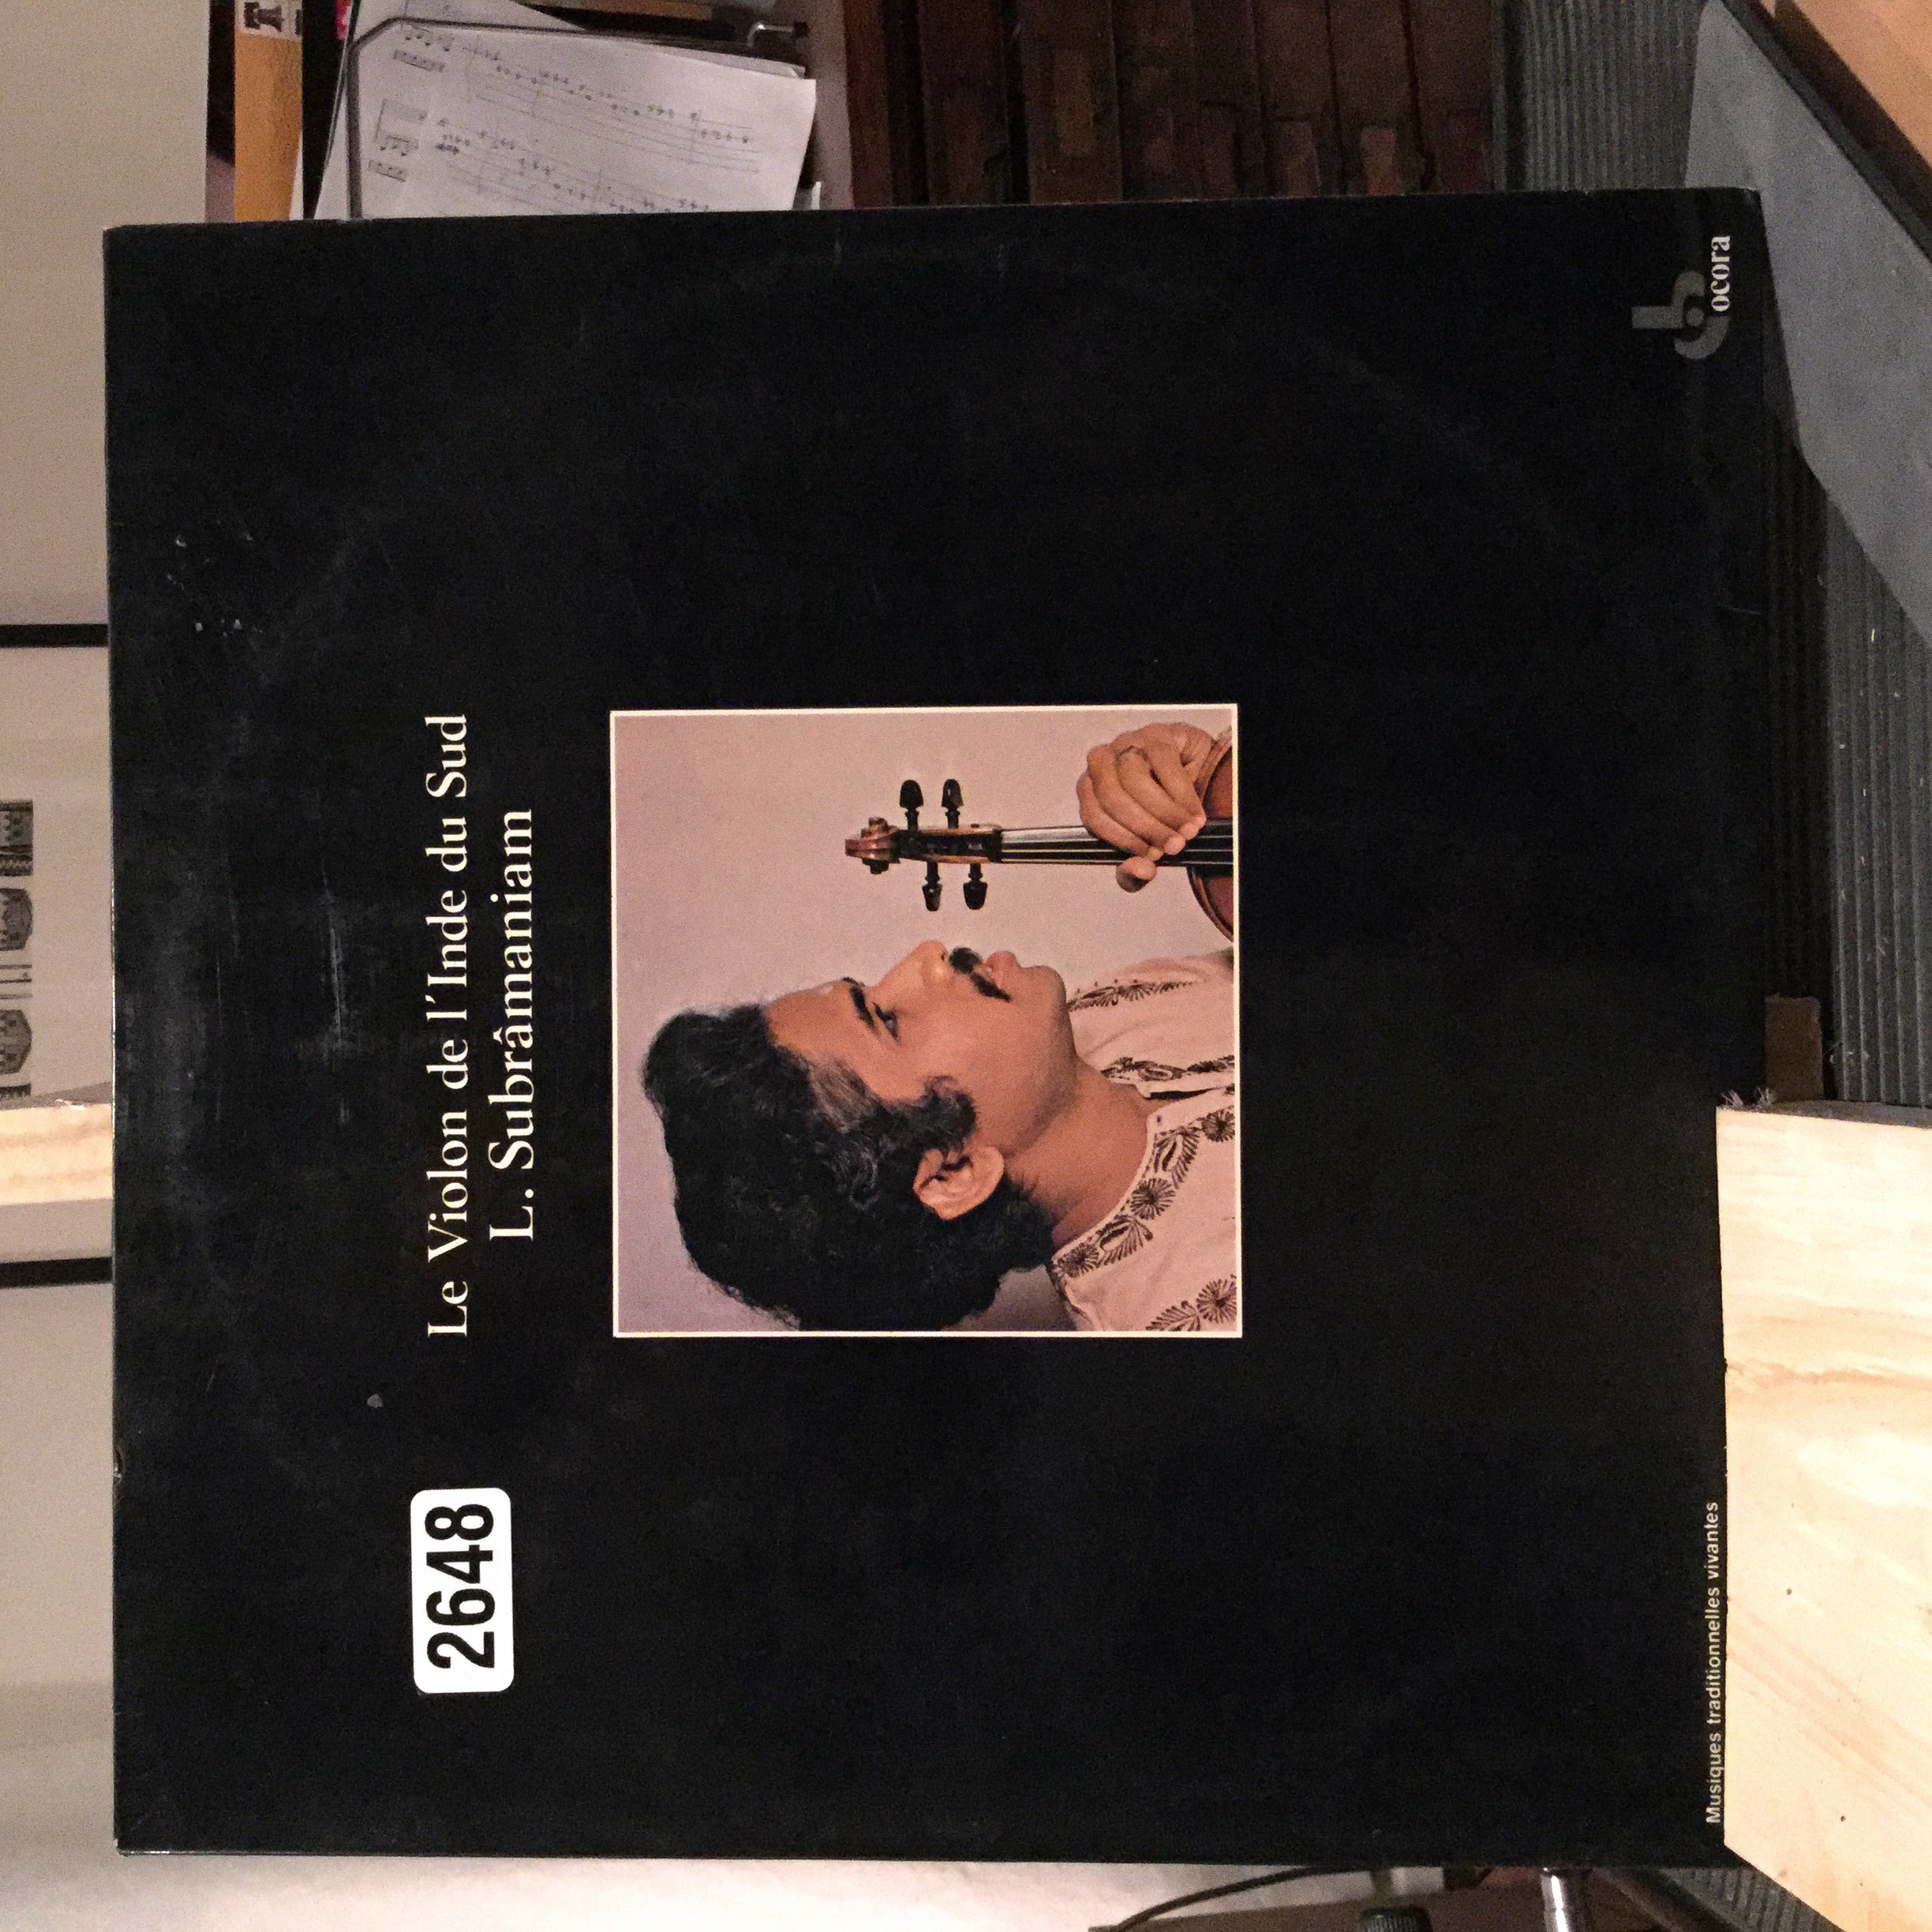 Le Violon de l'Inde du Sud
L. Subrâmaniam
2648
Musiques traditionnelles vivantes
ocora